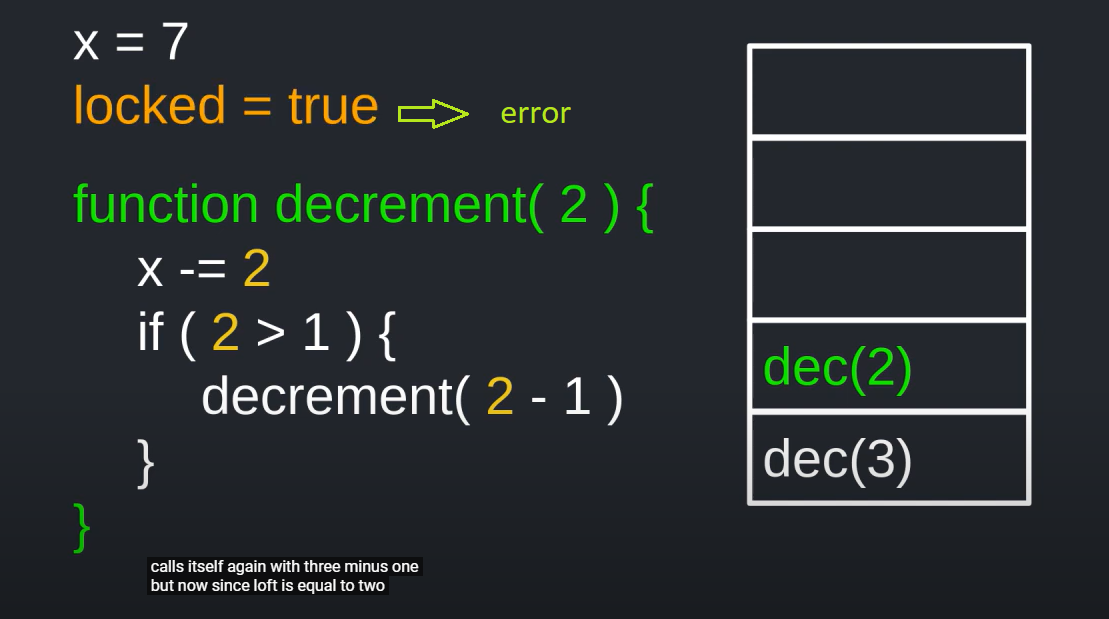 x = 7
locked = true
error
function decrement( 2 ) {
x -= 2
if ( 2 > 1 ) {
decrement( 2 - 1 )
}
}
dec(2)
dec(3)
calls itself again with three minus one
but now since loft is equal to two